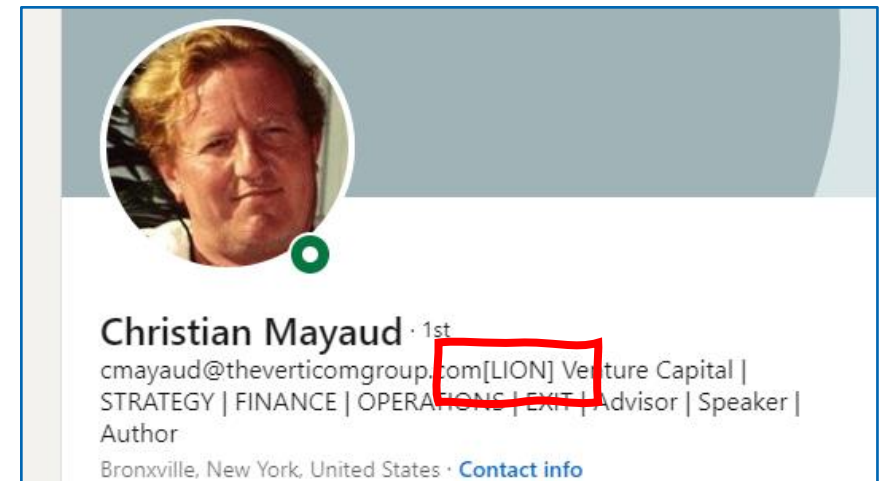 Christian Mayaud · 1st
cmayaud@theverticomgroup.com[LION] Venture Capital |
STRATEGY | FINANCE | OPERATIONS | EXIT | Advisor | Speaker |
Author
Bronxville, New York, United States · Contact info